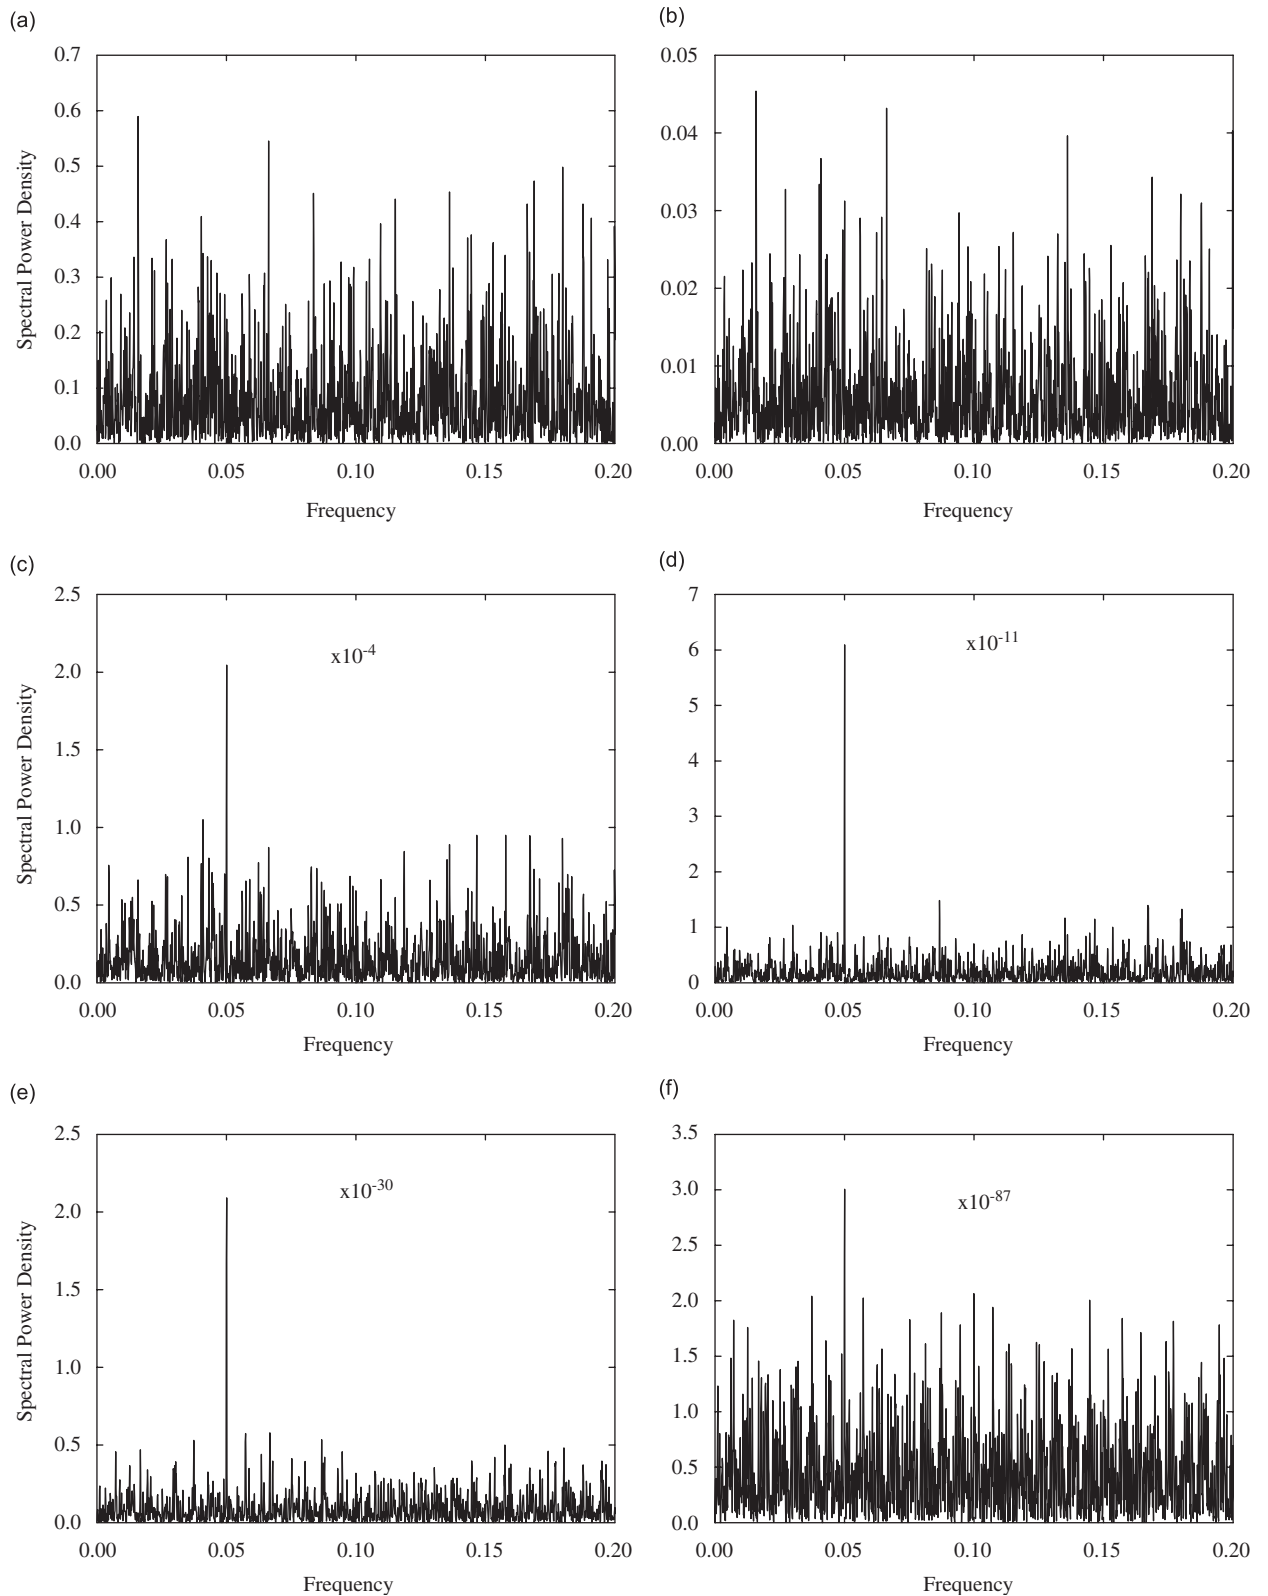 (a)
0.7
0.6
0.5
0.4
0.3
0.2
0.1
0.0
Spectral Power Density
0.00 0.05 0.10 0.15 0.20
Frequency
(b)
0.05
0.04
0.03
0.02
0.01
0.00
0.00 0.05 0.10 0.15 0.20
Frequency
(c)
2.5
2.0
1.5
1.0
0.5
0.0
Spectral Power Density
x10-4
0.00 0.05 0.10 0.15 0.20
Frequency
(d)
7
6
5
4
3
2
1
0
x10-11
0.00 0.05 0.10 0.15 0.20
Frequency
(e)
2.5
2.0
1.5
1.0
0.5
0.0
Spectral Power Density
x10-30
0.00 0.05 0.10 0.15 0.20
Frequency
(f)
3.5
3.0
2.5
2.0
1.5
1.0
0.5
0.0
x10-87
0.00 0.05 0.10 0.15 0.20
Frequency